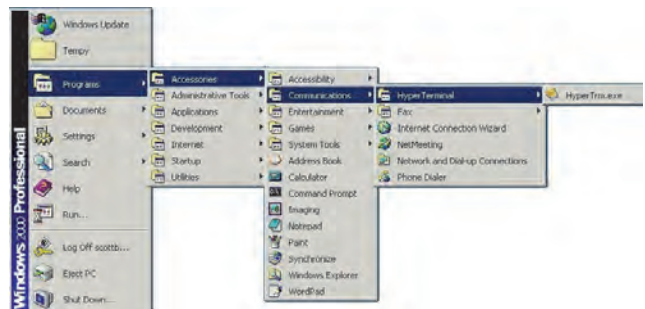 Windows 2000 Professional
Windows Update
Tempy
Programs
Documents
Settings
Search
Help
Run...
Log Off scottb...
Eject PC
Shut Down...
Accessories
Administrative Tools
Applications
Development
Internet
Startup
Utilities
Accessibility
Communications
Entertainment
Games
System Tools
Address Book
Calculator
Command Prompt
Imaging
Notepad
Paint
Synchronize
Windows Explorer
WordPad
HyperTerminal
Fax
Internet Connection Wizard
NetMeeting
Network and Dial-up Connections
Phone Dialer
HyperTrm.exe